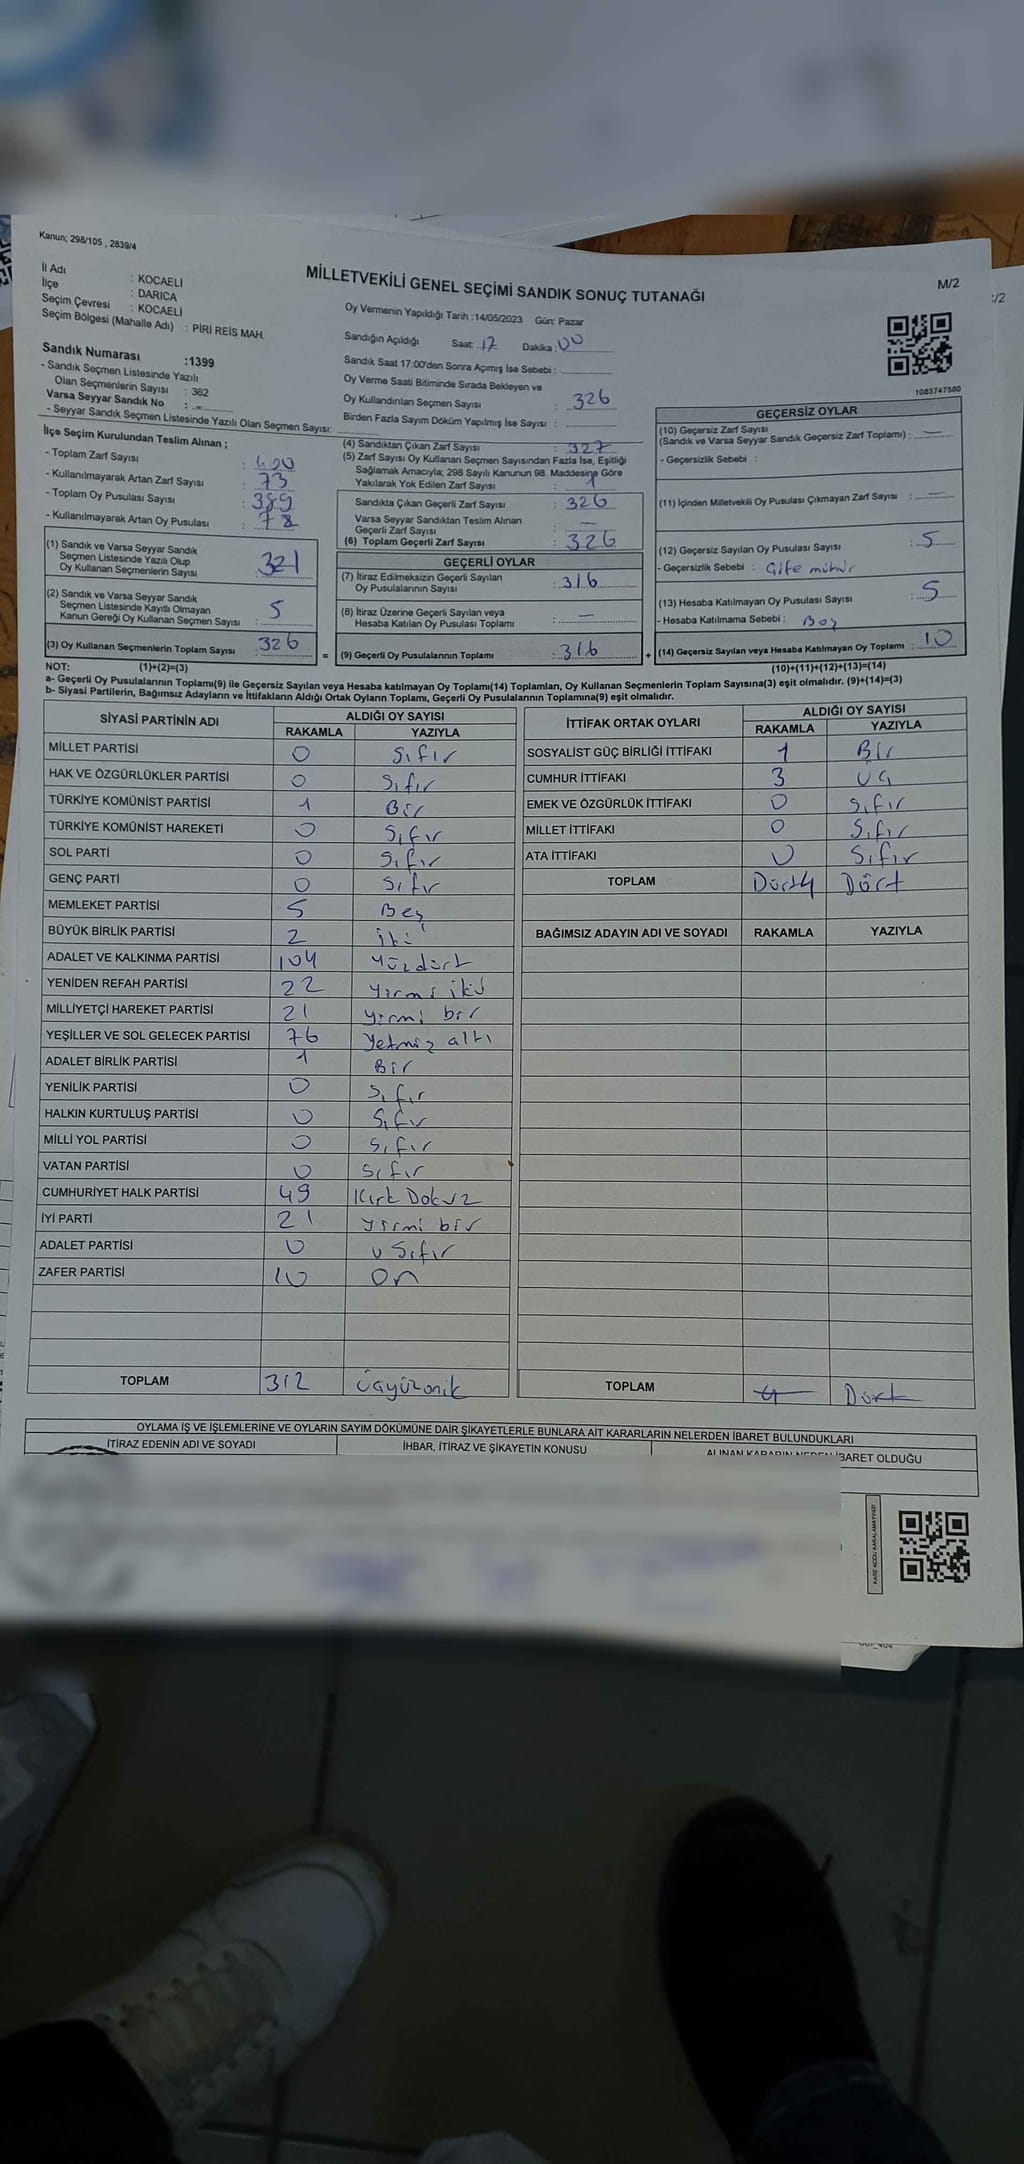 Kanun; 298/105 , 2839/4
MİLLETVEKİLİ GENEL SEÇİMİ SANDIK SONUÇ TUTANAĞI
M/2
İl Adı : KOCAELİ
İlçe : DARICA
Seçim Çevresi : KOCAELİ
Seçim Bölgesi (Mahalle Adı) : PİRİ REİS MAH.
Sandık Numarası :1399
- Sandık Seçmen Listesinde Yazılı
Olan Seçmenlerin Sayısı : 362
Varsa Seyyar Sandık No :
- Seyyar Sandık Seçmen Listesinde Yazılı Olan Seçmen Sayısı:
Oy Vermenin Yapıldığı Tarih :14/05/2023 Gün: Pazar
Sandığın Açıldığı Saat: 17 Dakika: 00
Sandık Saat 17:00'den Sonra Açımış İse Sebebi :
Oy Verme Saati Bitiminde Sırada Bekleyen ve
Oy Kullandırılan Seçmen Sayısı : 326
Birden Fazla Sayım Döküm Yapılmış İse Sayısı :
1083747580
İlçe Seçim Kurulundan Teslim Alınan ;
- Toplam Zarf Sayısı : 400
- Kullanılmayarak Artan Zarf Sayısı : 73
- Toplam Oy Pusulası Sayısı : 389
- Kullanılmayarak Artan Oy Pusulası : 78
(1) Sandık ve Varsa Seyyar Sandık
Seçmen Listesinde Yazılı Olup
Oy Kullanan Seçmenlerin Sayısı : 321
(2) Sandık ve Varsa Seyyar Sandık
Seçmen Listesinde Kayıtlı Olmayan
Kanun Gereği Oy Kullanan Seçmen Sayısı : 5
(3) Oy Kullanan Seçmenlerin Toplam Sayısı : 326
(4) Sandıktan Çıkan Zarf Sayısı : 327
(5) Zarf Sayısı Oy Kullanan Seçmen Sayısından Fazla İse, Eşitliği
Sağlamak Amacıyla; 298 Sayılı Kanunun 98. Maddesine Göre
Yakılarak Yok Edilen Zarf Sayısı : 1
Sandıkta Çıkan Geçerli Zarf Sayısı : 326
Varsa Seyyar Sandıktan Teslim Alınan
Geçerli Zarf Sayısı : —
(6) Toplam Geçerli Zarf Sayısı : 326
GEÇERLİ OYLAR
(7) İtiraz Edilmeksizin Geçerli Sayılan
Oy Pusulalarının Sayısı : 316
(8) İtiraz Üzerine Geçerli Sayılan veya
Hesaba Katılan Oy Pusulası Toplamı : —
= (9) Geçerli Oy Pusulalarının Toplamı : 316 +
GEÇERSİZ OYLAR
(10) Geçersiz Zarf Sayısı
(Sandık ve Varsa Seyyar Sandık Geçersiz Zarf Toplamı) : —
- Geçersizlik Sebebi :
(11) İçinden Milletvekili Oy Pusulası Çıkmayan Zarf Sayısı : —
(12) Geçersiz Sayılan Oy Pusulası Sayısı : 5
- Geçersizlik Sebebi : Çifte mühür
(13) Hesaba Katılmayan Oy Pusulası Sayısı : 5
- Hesaba Katılmama Sebebi : Boş
(14) Geçersiz Sayılan veya Hesaba Katılmayan Oy Toplamı : 10
NOT: (1)+(2)=(3)
(10)+(11)+(12)+(13)=(14)
a- Geçerli Oy Pusulalarının Toplamı(9) ile Geçersiz Sayılan veya Hesaba katılmayan Oy Toplamı(14) Toplamları, Oy Kullanan Seçmenlerin Toplam Sayısına(3) eşit olmalıdır. (9)+(14)=(3)
b- Siyasi Partilerin, Bağımsız Adayların ve İttifakların Aldığı Ortak Oyların Toplamı, Geçerli Oy Pusulalarının Toplamına(9) eşit olmalıdır.
SİYASİ PARTİNİN ADI ALDIĞI OY SAYISI
RAKAMLA YAZIYLA
MİLLET PARTİSİ 0 Sıfır
HAK VE ÖZGÜRLÜKLER PARTİSİ 0 Sıfır
TÜRKİYE KOMÜNİST PARTİSİ 1 Bir
TÜRKİYE KOMÜNİST HAREKETİ 0 Sıfır
SOL PARTİ 0 Sıfır
GENÇ PARTİ 0 Sıfır
MEMLEKET PARTİSİ 5 Beş
BÜYÜK BİRLİK PARTİSİ 2 İki
ADALET VE KALKINMA PARTİSİ 104 Yüzdört
YENİDEN REFAH PARTİSİ 22 Yirmi iki
MİLLİYETÇİ HAREKET PARTİSİ 21 Yirmi bir
YEŞİLLER VE SOL GELECEK PARTİSİ 76 Yetmiş altı
ADALET BİRLİK PARTİSİ 1 Bir
YENİLİK PARTİSİ 0 Sıfır
HALKIN KURTULUŞ PARTİSİ 0 Sıfır
MİLLİ YOL PARTİSİ 0 Sıfır
VATAN PARTİSİ 0 Sıfır
CUMHURİYET HALK PARTİSİ 49 Kırk Dokuz
İYİ PARTİ 21 Yirmi bir
ADALET PARTİSİ 0 Sıfır
ZAFER PARTİSİ 10 On
TOPLAM 312 Üçyüzonik
İTTİFAK ORTAK OYLARI ALDIĞI OY SAYISI
RAKAMLA YAZIYLA
SOSYALİST GÜÇ BİRLİĞİ İTTİFAKI 1 Bir
CUMHUR İTTİFAKI 3 Üç
EMEK VE ÖZGÜRLÜK İTTİFAKI 0 Sıfır
MİLLET İTTİFAKI 0 Sıfır
ATA İTTİFAKI 0 Sıfır
TOPLAM Dört4 Dört
BAĞIMSIZ ADAYIN ADI VE SOYADI RAKAMLA YAZIYLA
TOPLAM 4 Dört
OYLAMA İŞ VE İŞLEMLERİNE VE OYLARIN SAYIM DÖKÜMÜNE DAİR ŞİKAYETLERLE BUNLARA AİT KARARLARIN NELERDEN İBARET BULUNDUKLARI
İTİRAZ EDENİN ADI VE SOYADI İHBAR, İTİRAZ VE ŞİKAYETİN KONUSU ALINAN KARARIN NEDEN İBARET OLDUĞU
KARE KODU KARALAMAYINIZ!